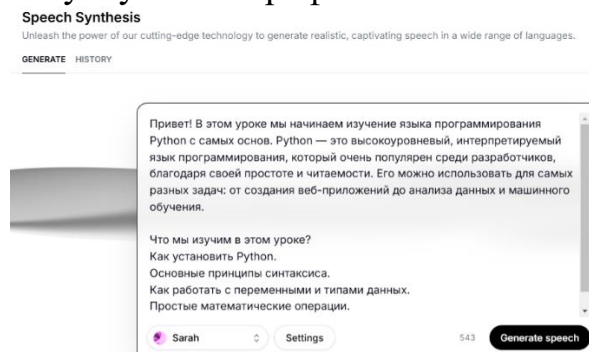 Speech Synthesis
Unleash the power of our cutting-edge technology to generate realistic, captivating speech in a wide range of languages.
GENERATE HISTORY
Привет! В этом уроке мы начинаем изучение языка программирования
Python с самых основ. Python — это высокоуровневый, интерпретируемый
язык программирования, который очень популярен среди разработчиков,
благодаря своей простоте и читаемости. Его можно использовать для самых
разных задач: от создания веб-приложений до анализа данных и машинного
обучения.
Что мы изучим в этом уроке?
Как установить Python.
Основные принципы синтаксиса.
Как работать с переменными и типами данных.
Простые математические операции.
Sarah Settings 543 Generate speech